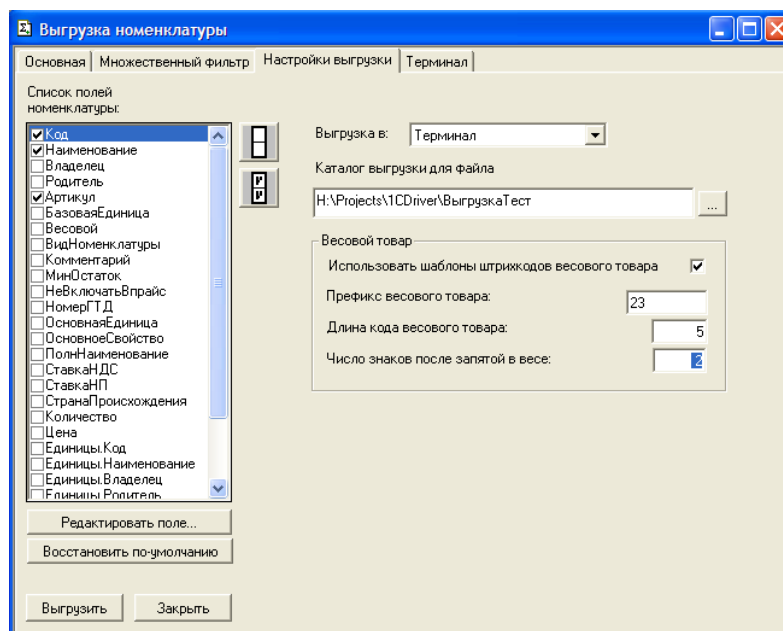 Выгрузка номенклатуры
Основная
Множественный фильтр
Настройки выгрузки
Терминал
Список полей
номенклатуры:
Код
Наименование
Владелец
Родитель
Артикул
БазоваяЕдиница
Весовой
ВидНоменклатуры
Комментарий
МинОстаток
НеВключатьВпрайс
НомерГТД
ОсновнаяЕдиница
ОсновноеСвойство
ПолнНаименование
СтавкаНДС
СтавкаНП
СтранаПроисхождения
Количество
Цена
Единицы.Код
Единицы.Наименование
Единицы.Владелец
Единицы.Родитель
Редактировать поле...
Восстановить по-умолчанию
Выгрузить
Закрыть
Выгрузка в:
Терминал
Каталог выгрузки для файла
H:\Projects\1CDriver\ВыгрузкаТест
...
Весовой товар
Использовать шаблоны штрихкодов весового товара
Префикс весового товара:
23
Длина кода весового товара:
5
Число знаков после запятой в весе:
2